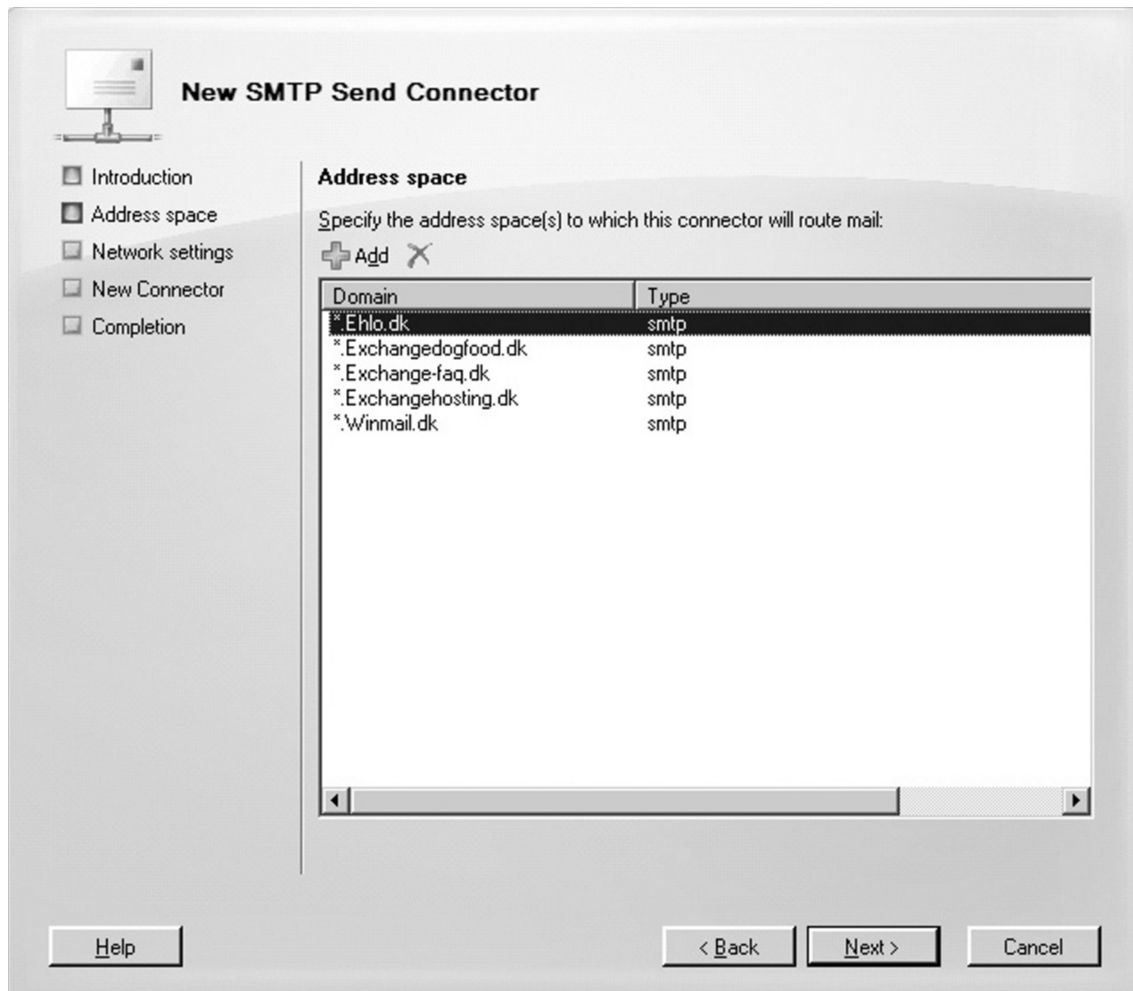 New SMTP Send Connector
Introduction
Address space
Network settings
New Connector
Completion
Address space
Specify the address space(s) to which this connector will route mail:
Add
Domain Type
*.Ehlo.dk smtp
*.Exchangedogfood.dk smtp
*.Exchange-faq.dk smtp
*.Exchangehosting.dk smtp
*.Winmail.dk smtp
Help < Back Next > Cancel